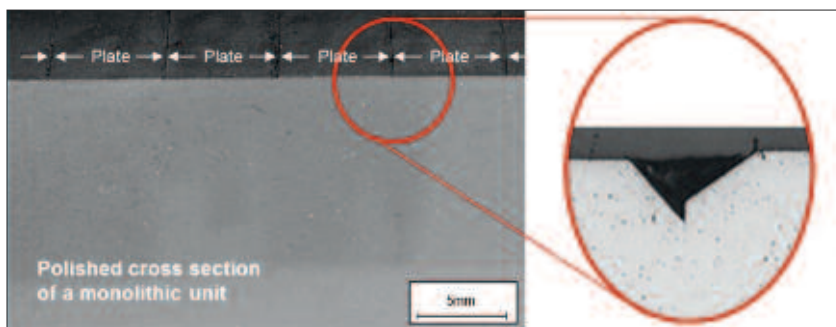 Plate Plate Plate Plate
Polished cross section
of a monolithic unit
5mm